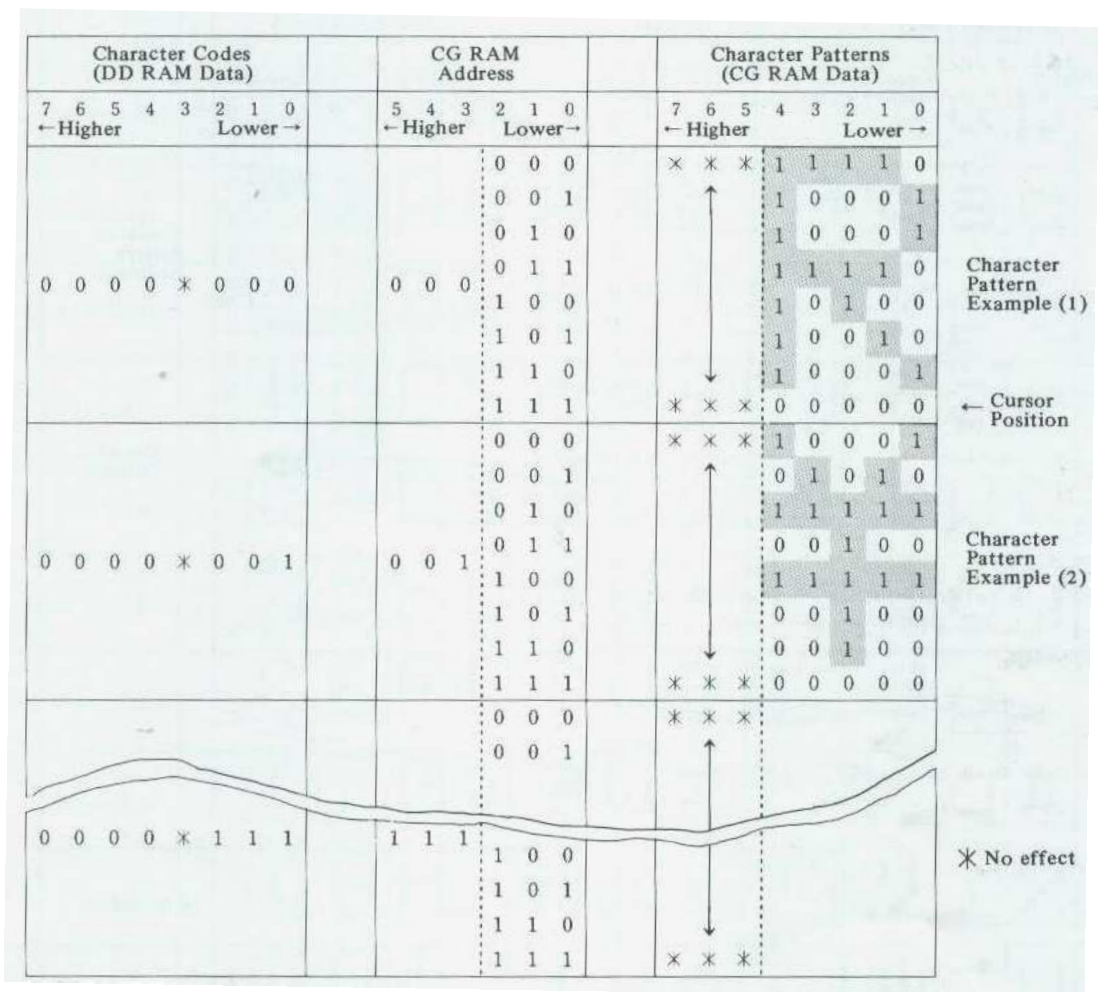 Character Codes CG RAM Character Patterns
(DD RAM Data) Address (CG RAM Data)
7 6 5 4 3 2 1 0 5 4 3 2 1 0 7 6 5 4 3 2 1 0
←Higher Lower→ ←Higher Lower→ ←Higher Lower→
0 0 0 * * * 1 1 1 1 0
0 0 1 1 0 0 0 1
0 1 0 1 0 0 0 1
0 1 1 1 1 1 1 0 Character
0 0 0 0 * 0 0 0 0 0 0 Pattern
1 0 0 1 0 1 0 0 Example (1)
1 0 1 1 0 0 1 0
1 1 0 1 0 0 0 1
1 1 1 * * * 0 0 0 0 0 ← Cursor
Position
0 0 0 * * * 1 0 0 0 1
0 0 1 0 1 0 1 0
0 1 0 1 1 1 1 1
0 1 1 0 0 1 0 0 Character
0 0 0 0 * 0 0 1 0 0 1 Pattern
1 0 0 1 1 1 1 1 Example (2)
1 0 1 0 0 1 0 0
1 1 0 0 0 1 0 0
1 1 1 * * * 0 0 0 0 0
0 0 0 * * *
0 0 1
0 0 0 0 * 1 1 1 1 1 1
1 0 0 * No effect
1 0 1
1 1 0
1 1 1 * * *